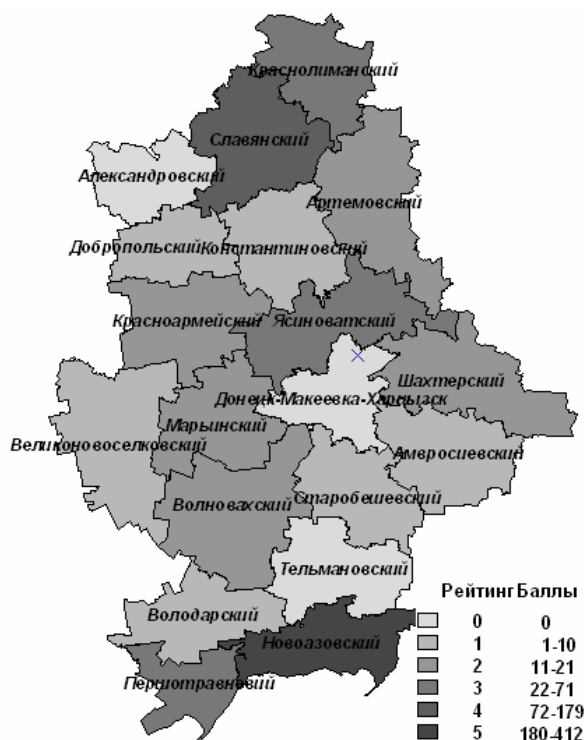 Краснолиманский
Славянский
Александровский
Артемовский
Добропольский
Константиновский
Красноармейский
Ясиноватский
Шахтерский
Донецк-Макеевка-Харцызск
Марьинский
Великоновоселковский
Амвросиевский
Волновахский
Старобешевский
Тельмановский
Володарский
Новоазовский
Першотравневий
Рейтинг Баллы
0 0
1 1-10
2 11-21
3 22-71
4 72-179
5 180-412